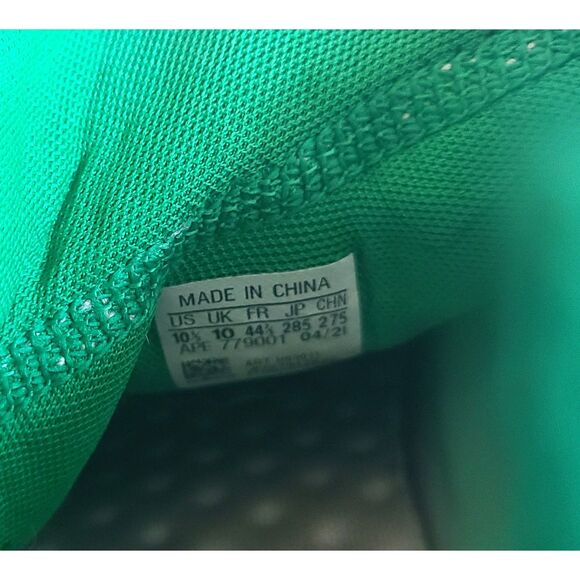 MADE IN CHINA
US UK FR JP CHN
10½ 10 44⅔ 285 275
APE 779001 04/21